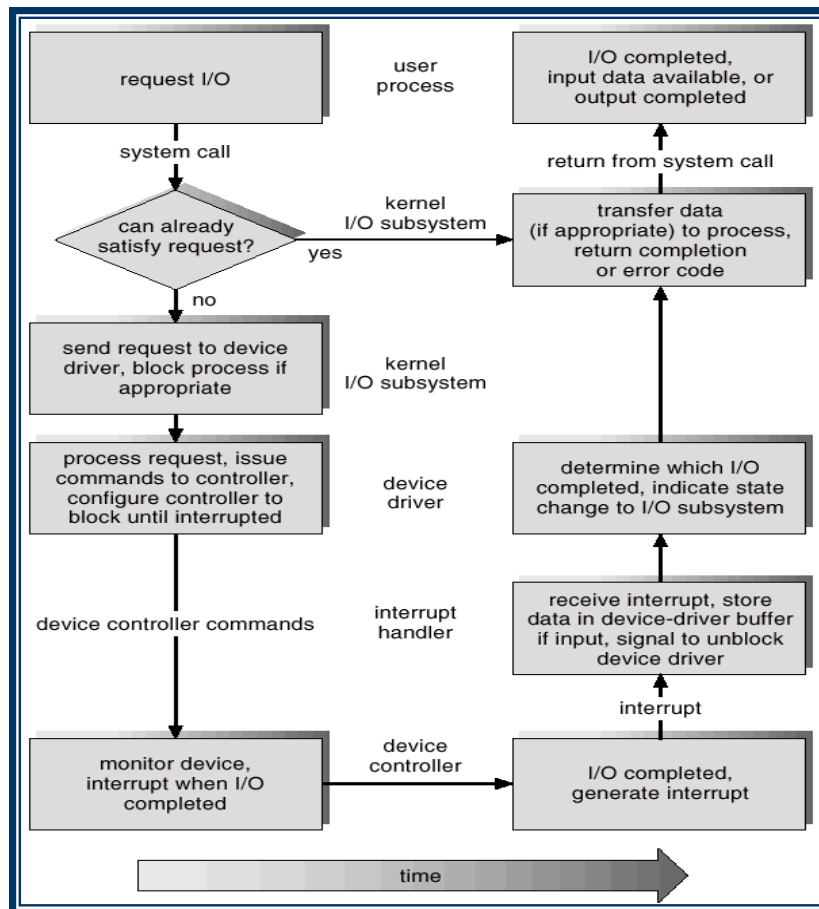 request I/O
user
process
I/O completed,
input data available, or
output completed
system call
return from system call
can already
satisfy request?
kernel
I/O subsystem
yes
transfer data
(if appropriate) to process,
return completion
or error code
no
send request to device
driver, block process if
appropriate
kernel
I/O subsystem
process request, issue
commands to controller,
configure controller to
block until interrupted
device
driver
determine which I/O
completed, indicate state
change to I/O subsystem
device controller commands
interrupt
handler
receive interrupt, store
data in device-driver buffer
if input, signal to unblock
device driver
interrupt
monitor device,
interrupt when I/O
completed
device
controller
I/O completed,
generate interrupt
time